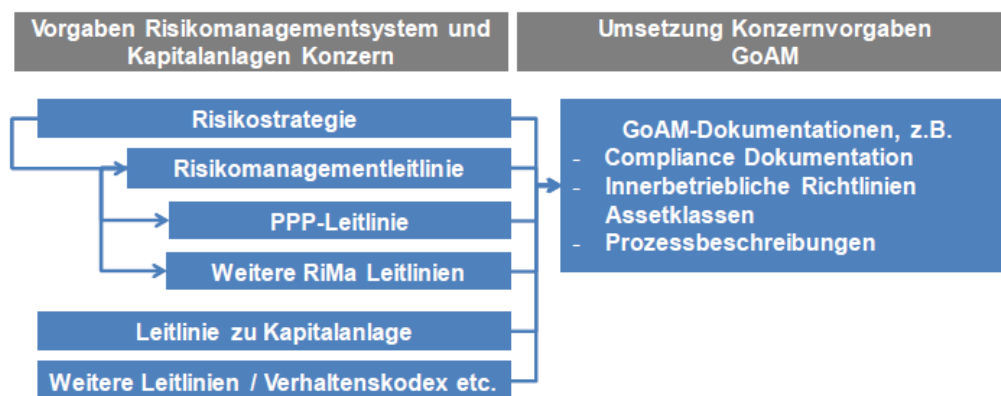 Vorgaben Risikomanagementsystem und
Kapitalanlagen Konzern
Umsetzung Konzernvorgaben
GoAM
Risikostrategie
Risikomanagementleitlinie
PPP-Leitlinie
Weitere RiMa Leitlinien
Leitlinie zu Kapitalanlage
Weitere Leitlinien / Verhaltenskodex etc.
GoAM-Dokumentationen, z.B.
- Compliance Dokumentation
- Innerbetriebliche Richtlinien
Assetklassen
- Prozessbeschreibungen